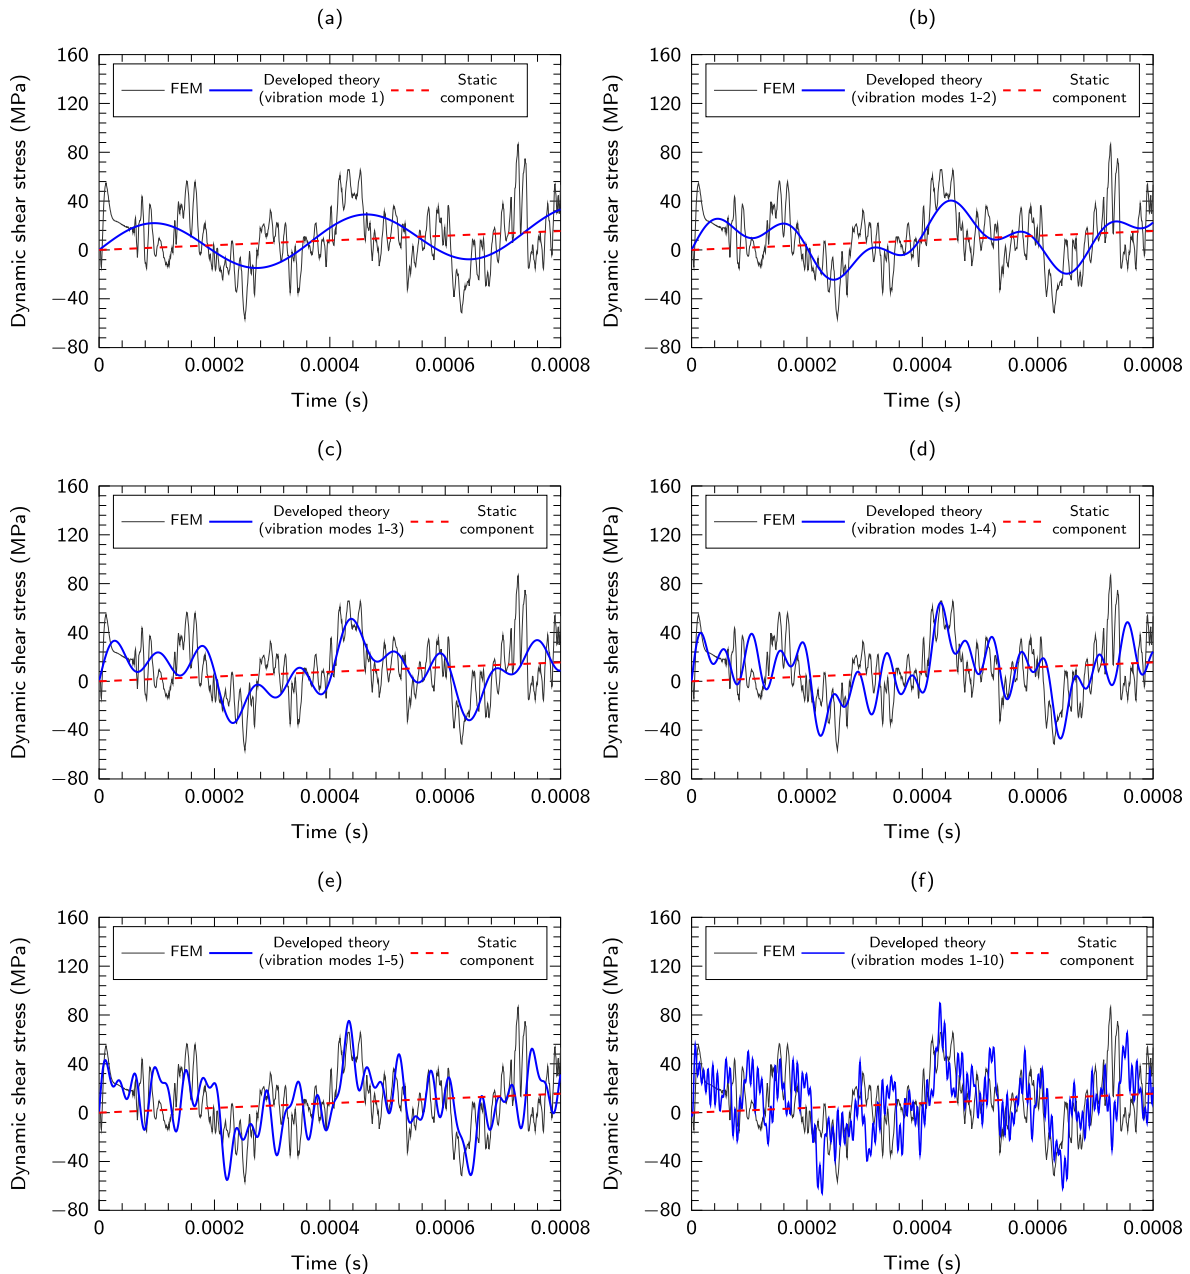 (a)
160
120
80
40
0
−40
−80
Dynamic shear stress (MPa)
FEM
Developed theory
(vibration mode 1)
Static
component
0
0.0002
0.0004
0.0006
0.0008
Time (s)
(b)
160
120
80
40
0
−40
−80
Dynamic shear stress (MPa)
FEM
Developed theory
(vibration modes 1-2)
Static
component
0
0.0002
0.0004
0.0006
0.0008
Time (s)
(c)
160
120
80
40
0
−40
−80
Dynamic shear stress (MPa)
FEM
Developed theory
(vibration modes 1-3)
Static
component
0
0.0002
0.0004
0.0006
0.0008
Time (s)
(d)
160
120
80
40
0
−40
−80
Dynamic shear stress (MPa)
FEM
Developed theory
(vibration modes 1-4)
Static
component
0
0.0002
0.0004
0.0006
0.0008
Time (s)
(e)
160
120
80
40
0
−40
−80
Dynamic shear stress (MPa)
FEM
Developed theory
(vibration modes 1-5)
Static
component
0
0.0002
0.0004
0.0006
0.0008
Time (s)
(f)
160
120
80
40
0
−40
−80
Dynamic shear stress (MPa)
FEM
Developed theory
(vibration modes 1-10)
Static
component
0
0.0002
0.0004
0.0006
0.0008
Time (s)